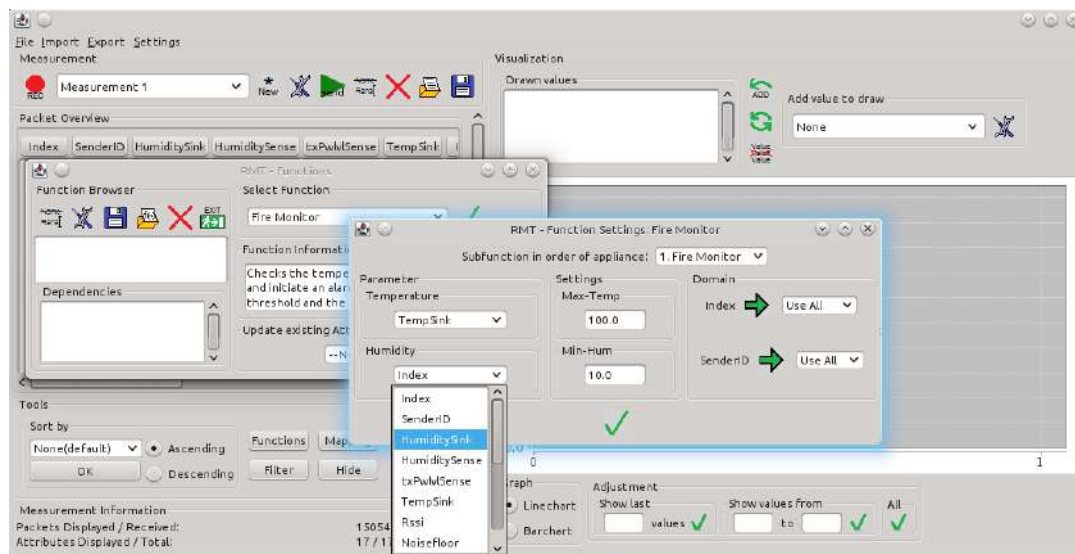 File Import Export Settings
Measurement
REC
Measurement 1
New
Send
Visualization
Drawn values
ADD
Value
Value
Add value to draw
None
Packet Overview
Index SenderID HumiditySink HumiditySense txPwlvlSense TempSink
RMT - Functions
Function Browser
EXIT
Dependencies
Select Function
Fire Monitor
Function Informati
Checks the tempe
and initiate an alar
threshold and the
Update existing Att
--N
RMT - Function Settings: Fire Monitor
Subfunction in order of appliance: 1. Fire Monitor
Parameter
Temperature
TempSink
Humidity
Index
Index
SenderID
HumiditySink
HumiditySense
txPwlvlSense
TempSink
Rssi
Noisefloor
Settings
Max-Temp
100.0
Min-Hum
10.0
Domain
Index Use All
SenderID Use All
Tools
Sort by
None(default) Ascending
OK Descending
Functions
Filter Hide
0
1
Measurement Information
Packets Displayed / Received: 15054
Attributes Displayed / Total: 17 / 17
raph
Linechart
Barchart
Adjustment
Show last
values
Show values from
to
All